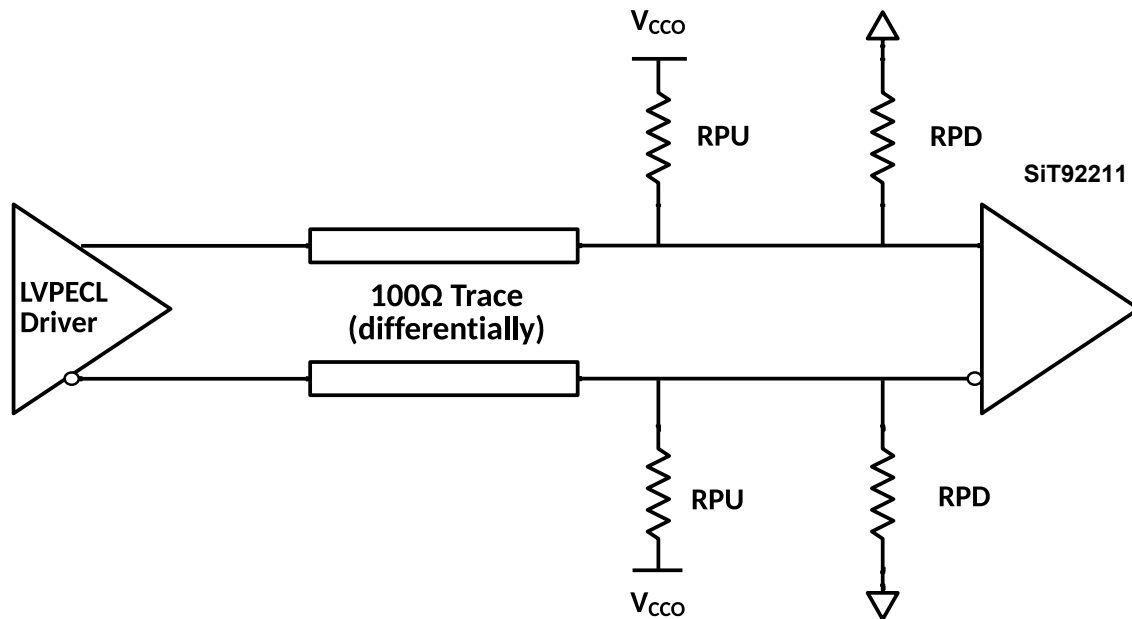 VCCO
RPU
RPD
SiT92211
LVPECL
Driver
100Ω Trace
(differentially)
RPU
RPD
VCCO